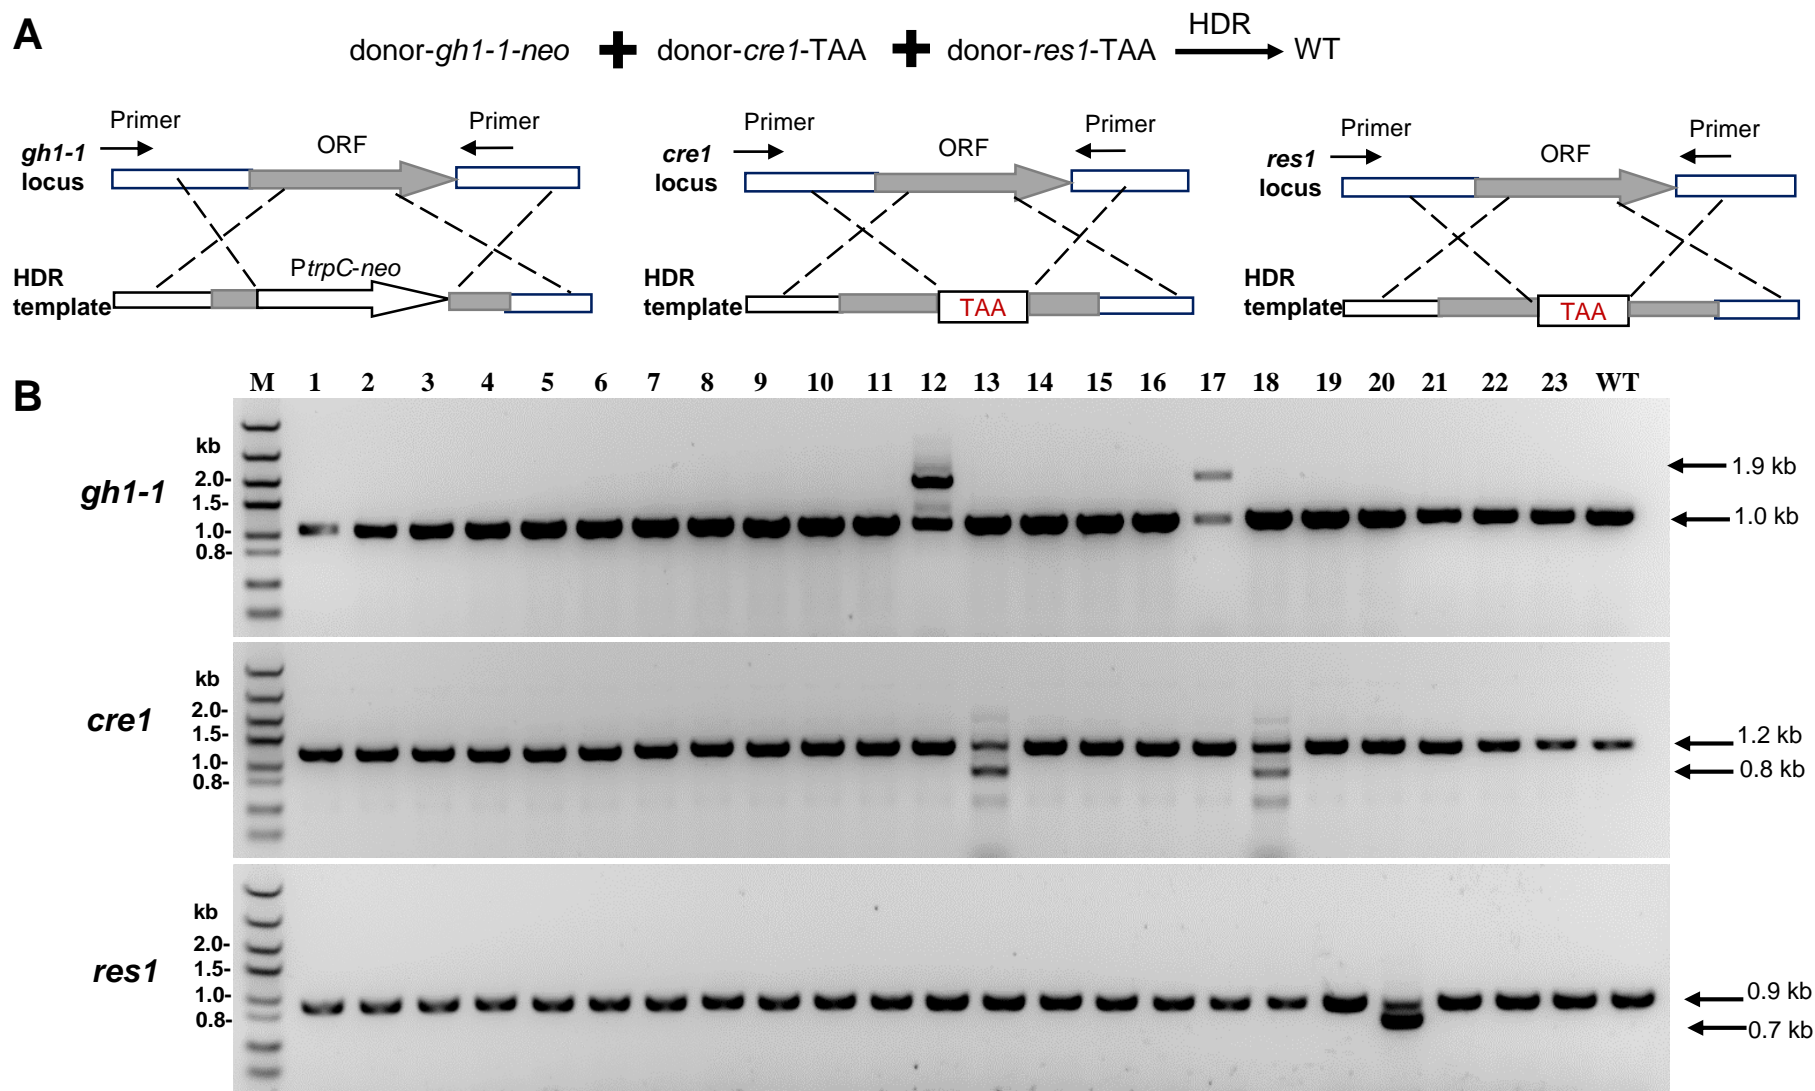 A
donor-gh1-1-neo + donor-cre1-TAA + donor-res1-TAA HDR WT
Primer ORF Primer
gh1-1
locus
PtrpC-neo
HDR
template
Primer ORF Primer
cre1
locus
HDR
template
TAA
Primer ORF Primer
res1
locus
HDR
template
TAA
B
M 1 2 3 4 5 6 7 8 9 10 11 12 13 14 15 16 17 18 19 20 21 22 23 WT
gh1-1
kb
2.0-
1.5-
1.0-
0.8-
1.9 kb
1.0 kb
cre1
kb
2.0-
1.5-
1.0-
0.8-
1.2 kb
0.8 kb
res1
kb
2.0-
1.5-
1.0-
0.8-
0.9 kb
0.7 kb